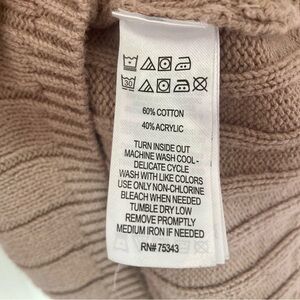 30
60% COTTON
40% ACRYLIC
TURN INSIDE OUT
MACHINE WASH COOL -
DELICATE CYCLE
WASH WITH LIKE COLORS
USE ONLY NON-CHLORINE
BLEACH WHEN NEEDED
TUMBLE DRY LOW
REMOVE PROMPTLY
MEDIUM IRON IF NEEDED
RN# 75343